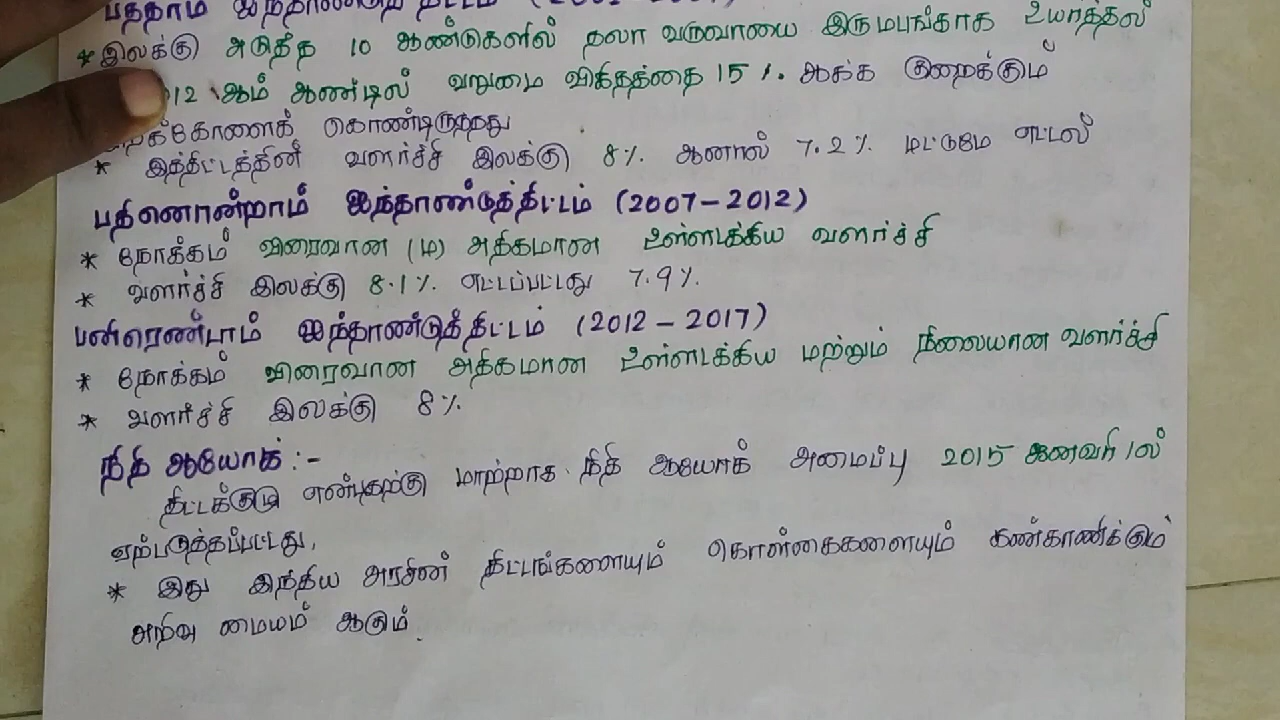 பத்தாம் ஐந்தாண்டுத் திட்டம் (2002-2007)
* இலக்கு அடுத்த 10 ஆண்டுகளில் தலா வருவாயை இருமடங்காக உயர்த்தல்
12 ஆம் ஆண்டில் வறுமை விகிதத்தை 15%. ஆக்க குறைக்கும்
கொண்டிருந்தது
* இத்திட்டத்தின் வளர்ச்சி இலக்கு 8%. ஆனால் 7.2%. மட்டுமே எட்டல்
பதினொன்றாம் ஐந்தாண்டுத்திட்டம் (2007-2012)
* நோக்கம் விரைவான (ம) அதிகமான உள்ளடக்கிய வளர்ச்சி
* வளர்ச்சி இலக்கு 8.1%. எட்டப்பட்டது 7.9%.
பனிரெண்டாம் ஐந்தாண்டுத்திட்டம் (2012 - 2017)
* நோக்கம் விரைவான அதிகமான உள்ளடக்கிய மற்றும் நிலையான வளர்ச்சி
* வளர்ச்சி இலக்கு 8%.
நிதி ஆயோக் :-
திட்டக்குழு என்பதற்கு மாற்றாக நிதி ஆயோக் அமைப்பு 2015 ஜனவரி 1ல்
ஏற்படுத்தப்பட்டது.
* இது இந்திய அரசின் திட்டங்களையும் கொள்கைகளையும் கண்காணிக்கும்
அறிவு மையம் ஆகும்.